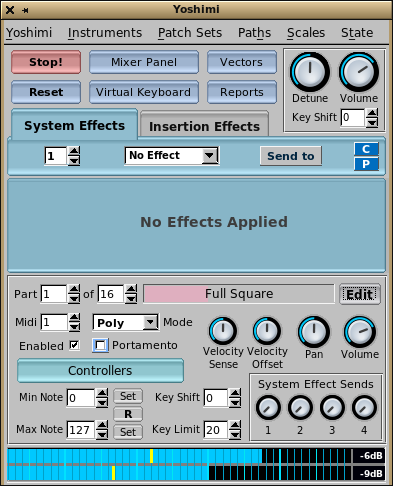 Yoshimi
Yoshimi Instruments Patch Sets Paths Scales State
Stop! Mixer Panel Vectors
Reset Virtual Keyboard Reports
Detune Volume
Key Shift 0
System Effects Insertion Effects
1 No Effect Send to C
P
No Effects Applied
Part 1 of 16 Full Square Edit
Midi 1 Poly Mode
Enabled Portamento
Velocity Sense Velocity Offset Pan Volume
Controllers
Min Note 0 Set Key Shift 0
R
Max Note 127 Set Key Limit 20
System Effect Sends
1 2 3 4
-6dB
-9dB